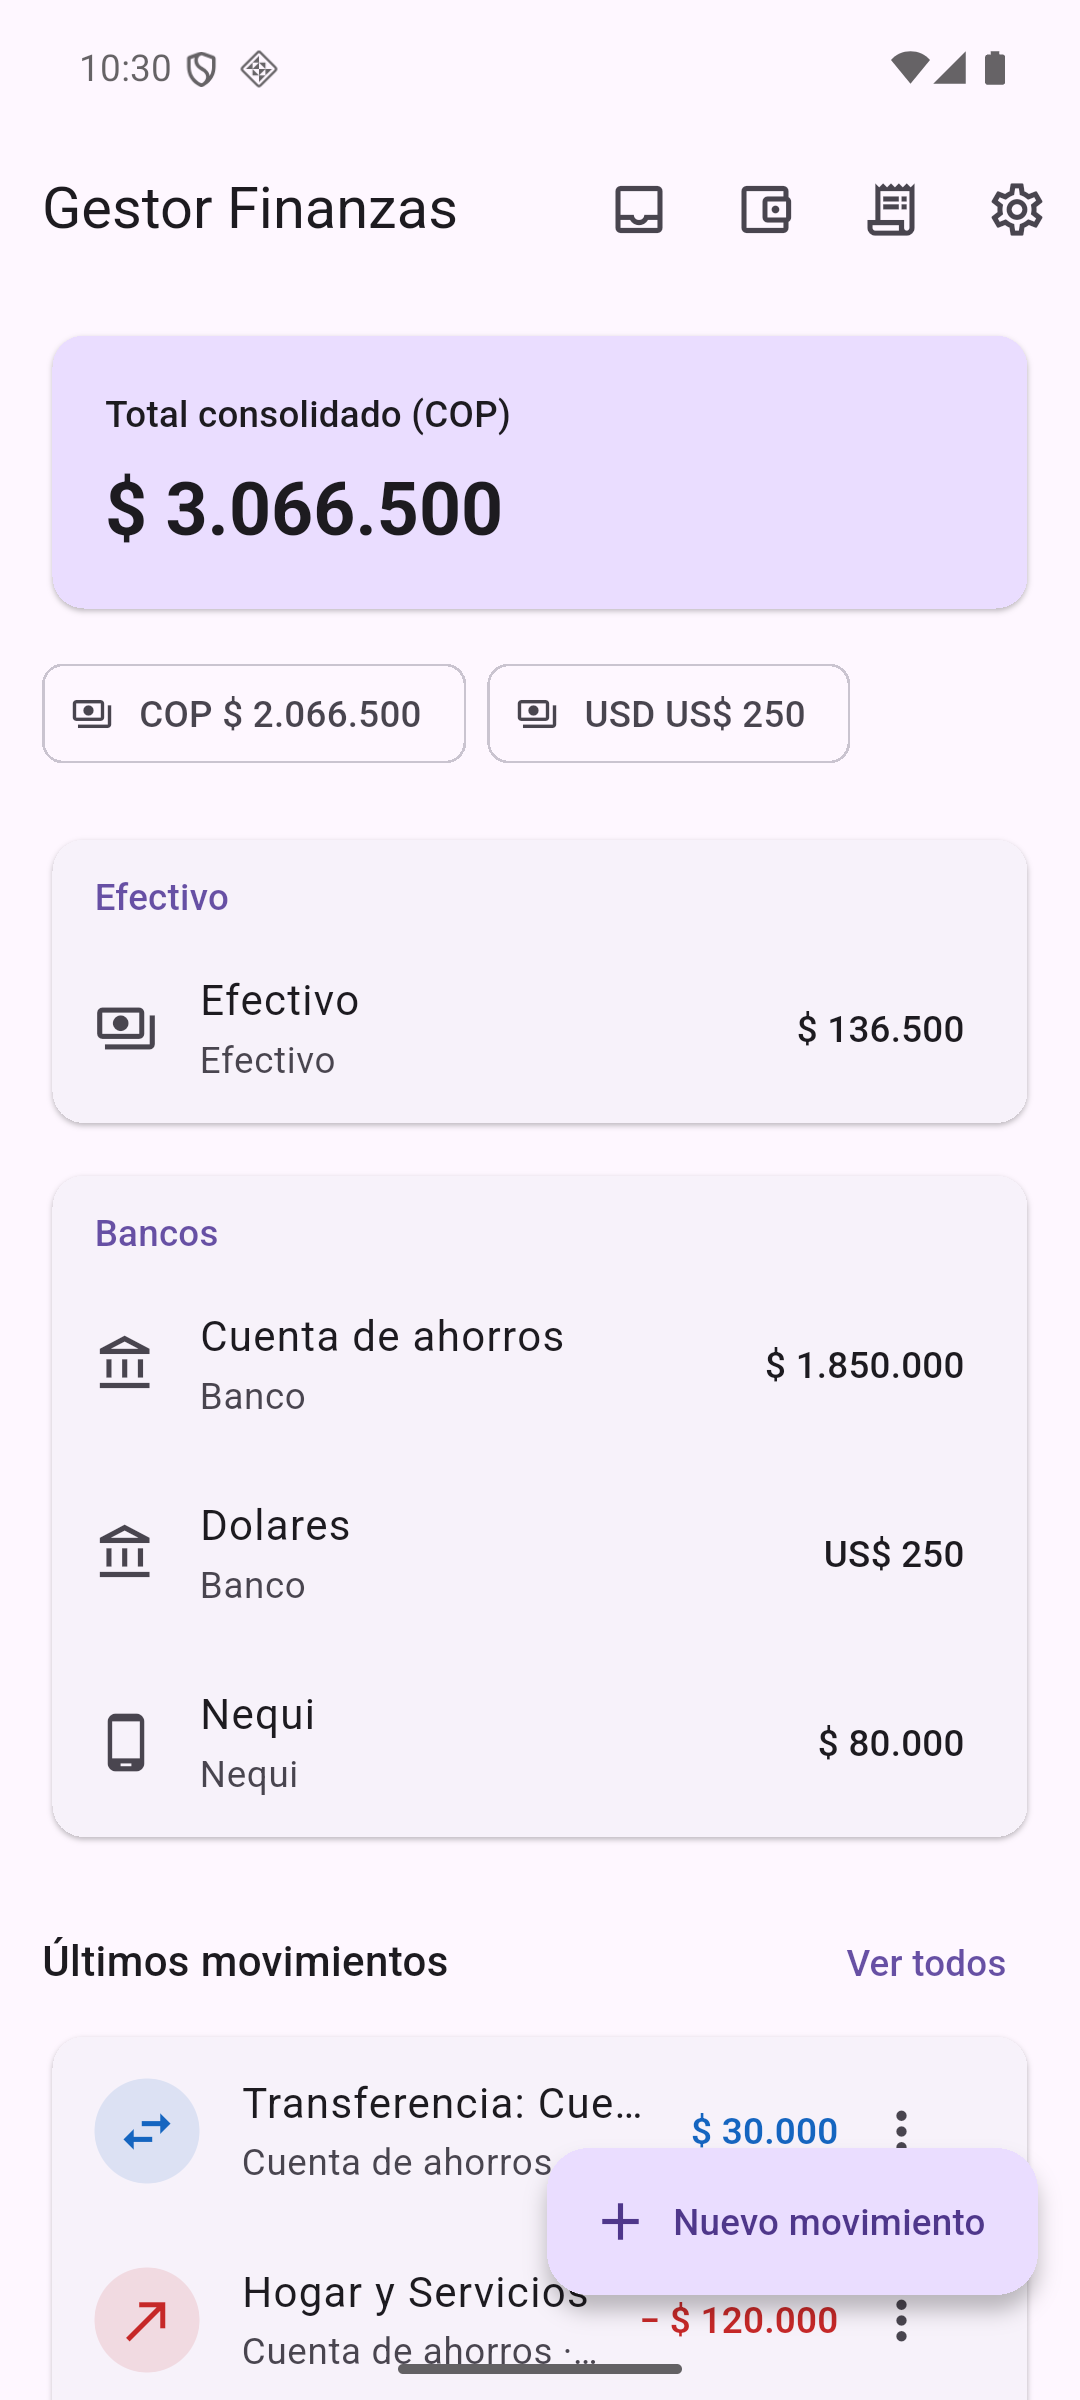 10:30
Gestor Finanzas
Total consolidado (COP)
$ 3.066.500
COP $ 2.066.500
USD US$ 250
Efectivo
Efectivo
$ 136.500
Efectivo
Bancos
Cuenta de ahorros
$ 1.850.000
Banco
Dolares
US$ 250
Banco
Nequi
$ 80.000
Nequi
Últimos movimientos
Ver todos
Transferencia: Cue…
$ 30.000
Cuenta de ahorros
Nuevo movimiento
Hogar y Servicios
− $ 120.000
Cuenta de ahorros ·…